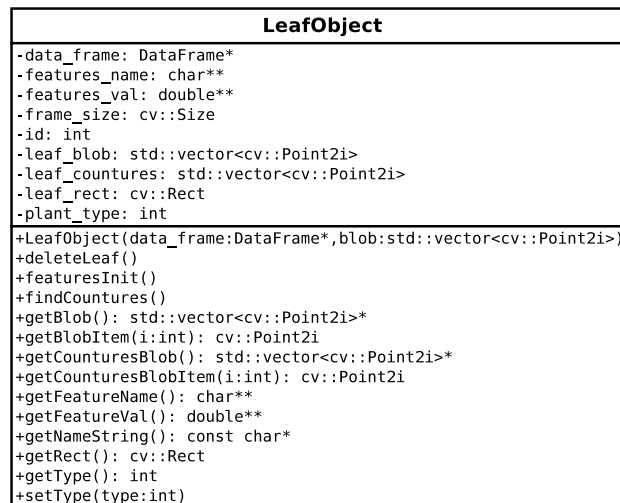 LeafObject
-data_frame: DataFrame*
-features_name: char**
-features_val: double**
-frame_size: cv::Size
-id: int
-leaf_blob: std::vector<cv::Point2i>
-leaf_countures: std::vector<cv::Point2i>
-leaf_rect: cv::Rect
-plant_type: int
+LeafObject(data_frame:DataFrame*,blob:std::vector<cv::Point2i>)
+deleteLeaf()
+featuresInit()
+findCountures()
+getBlob(): std::vector<cv::Point2i>*
+getBlobItem(i:int): cv::Point2i
+getCounturesBlob(): std::vector<cv::Point2i>*
+getCounturesBlobItem(i:int): cv::Point2i
+getFeatureName(): char**
+getFeatureVal(): double**
+getNameString(): const char*
+getRect(): cv::Rect
+getType(): int
+setType(type:int)